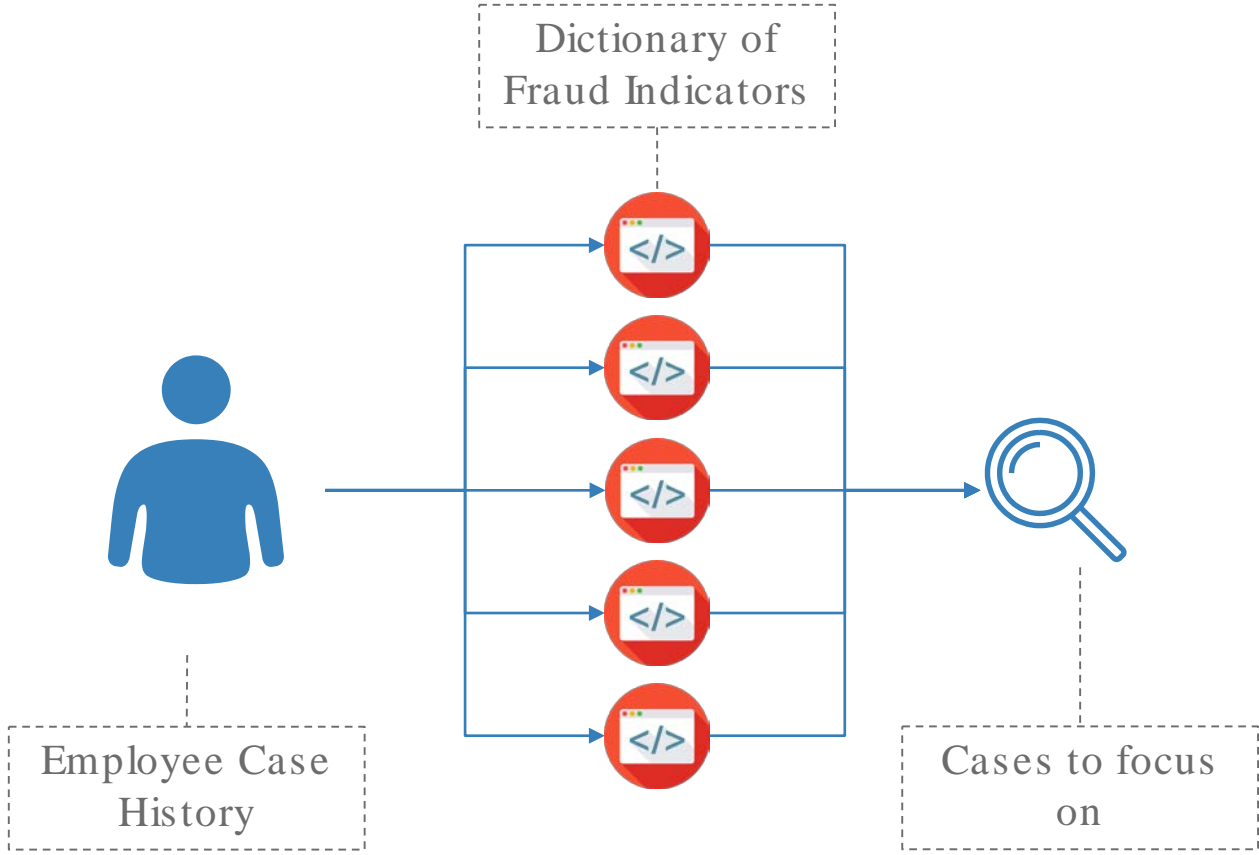 Dictionary of
Fraud Indicators
</>
</>
</>
</>
</>
Employee Case
History
Cases to focus
on